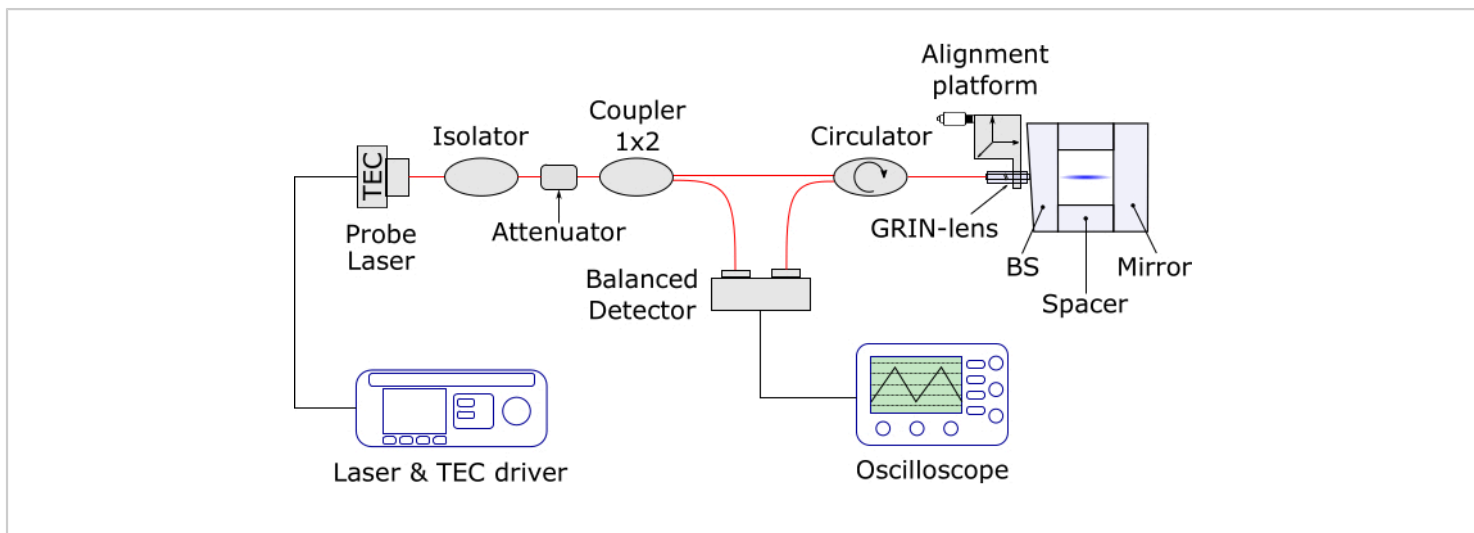 Alignment
platform
Coupler
1x2
Isolator
Circulator
TEC
Attenuator
GRIN-lens
Probe
Laser
BS
Mirror
Balanced
Detector
Spacer
Laser & TEC driver
Oscilloscope